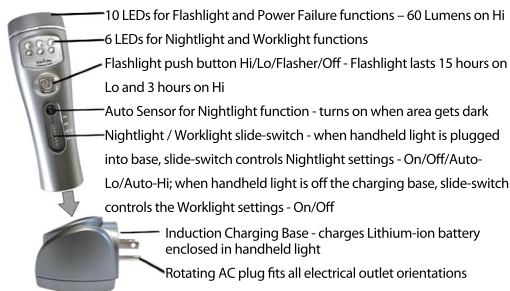 10 LEDs for Flashlight and Power Failure functions – 60 Lumens on Hi
6 LEDs for Nightlight and Worklight functions
Flashlight push button Hi/Lo/Flasher/Off - Flashlight lasts 15 hours on
Lo and 3 hours on Hi
Auto Sensor for Nightlight function - turns on when area gets dark
Nightlight / Worklight slide-switch - when handheld light is plugged
into base, slide-switch controls Nightlight settings - On/Off/Auto-
Lo/Auto-Hi; when handheld light is off the charging base, slide-switch
controls the Worklight settings - On/Off
Induction Charging Base - charges Lithium-ion battery
enclosed in handheld light
Rotating AC plug fits all electrical outlet orientations